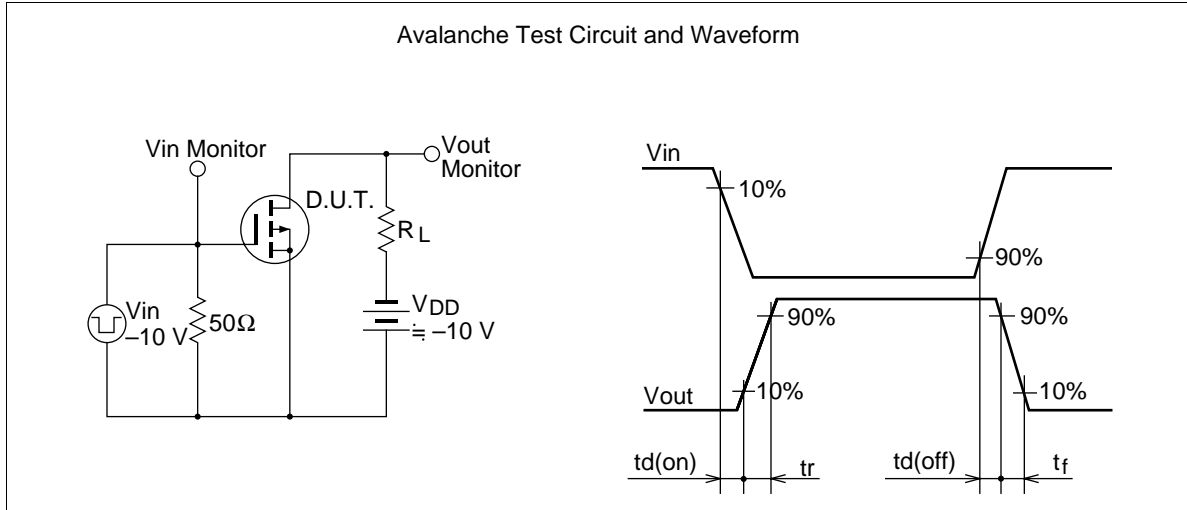 Avalanche Test Circuit and Waveform
Vin Monitor
Vout
Monitor
D.U.T.
RL
Vin
–10 V
50Ω
VDD
≒ –10 V
Vin
10%
90%
90%
90%
10%
10%
Vout
td(on)
tr
td(off)
tf